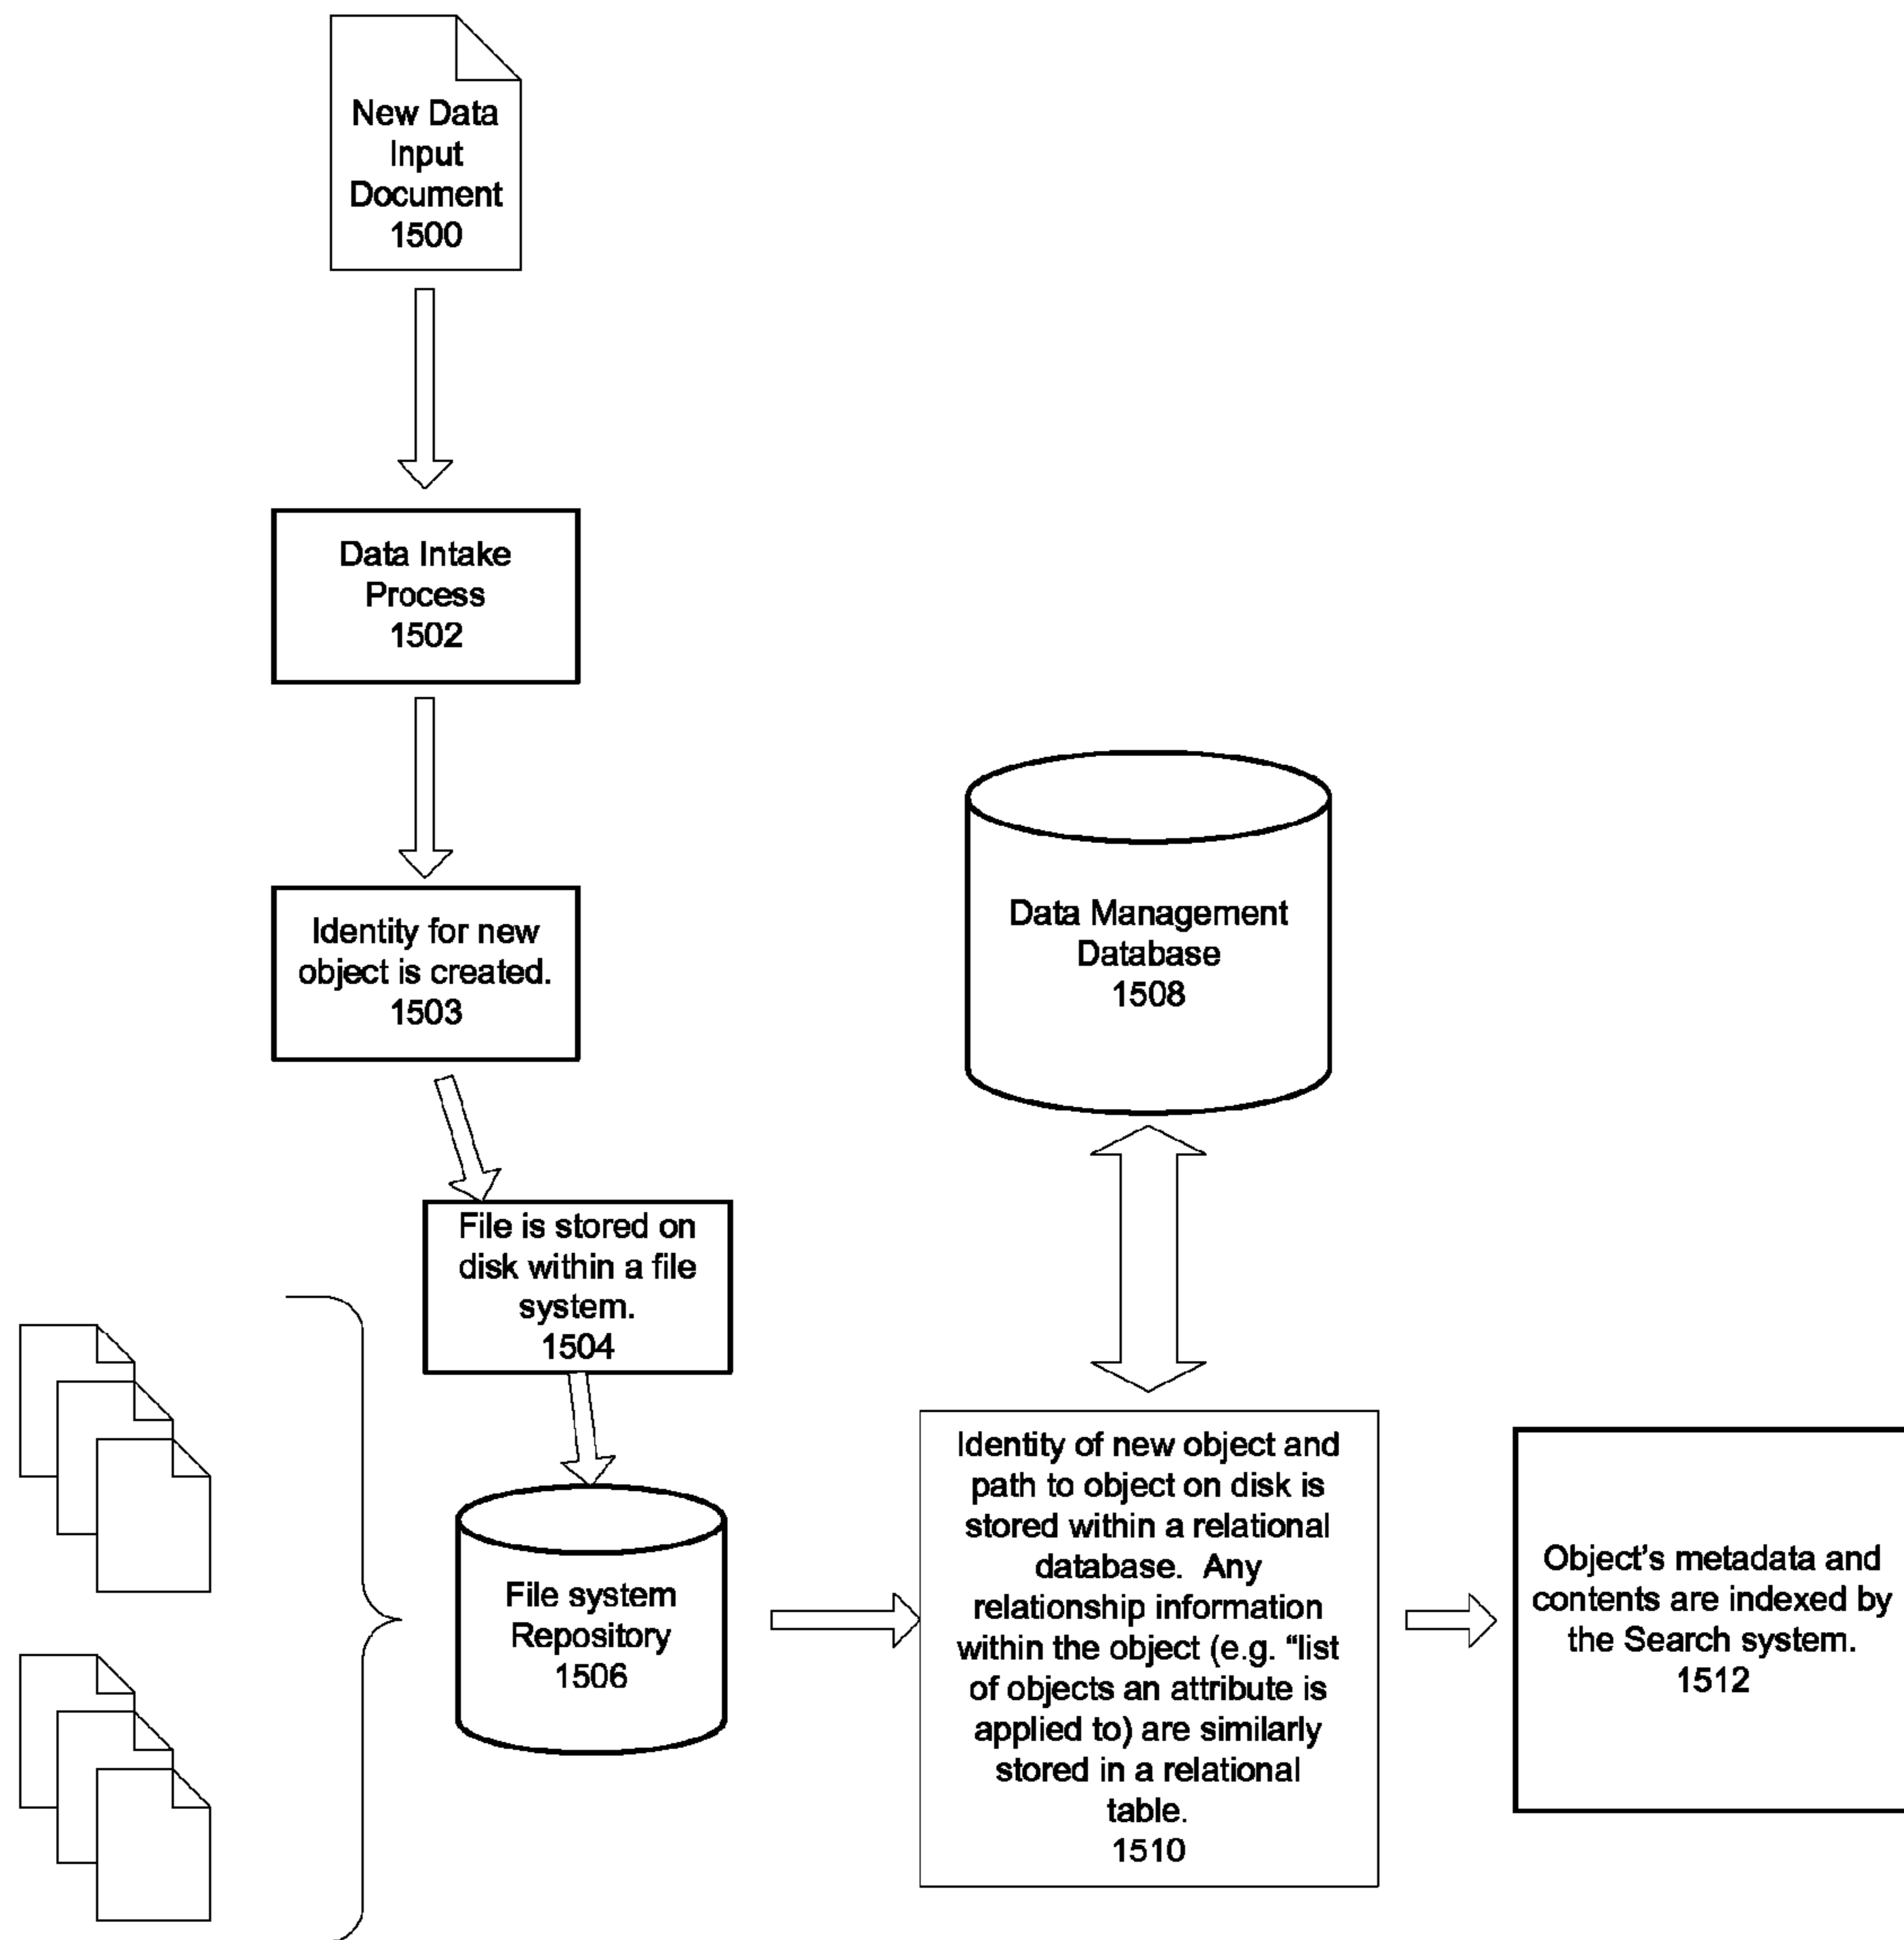 New Data
Input
Document
1500
Data Intake
Process
1502
Identity for new
object is created.
1503
File is stored on
disk within a file
system.
1504
File system
Repository
1506
Data Management
Database
1508
Identity of new object and
path to object on disk is
stored within a relational
database. Any
relationship information
within the object (e.g. “list
of objects an attribute is
applied to) are similarly
stored in a relational
table.
1510
Object’s metadata and
contents are indexed by
the Search system.
1512